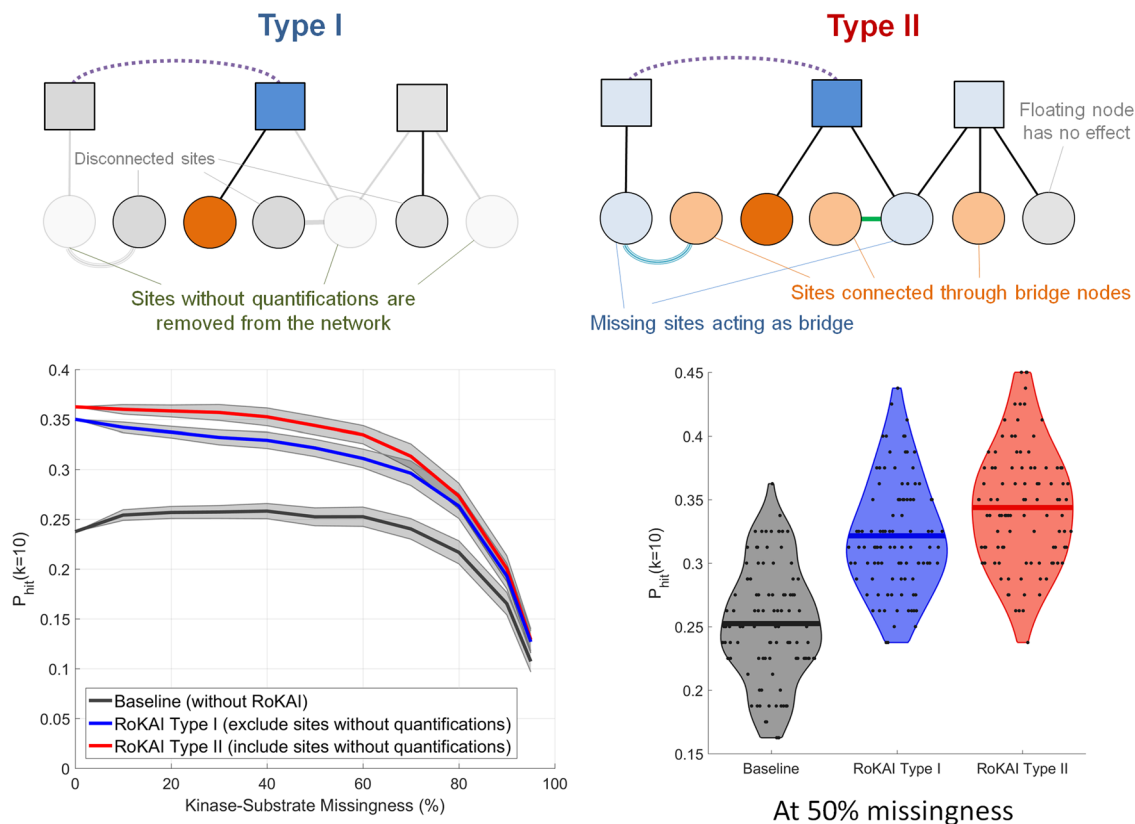 Type I
Type II
Disconnected sites
Floating node
has no effect
Sites without quantifications are
removed from the network
Sites connected through bridge nodes
Missing sites acting as bridge
0.4
0.35
0.3
0.25
0.2
0.15
0.1
0.05
0
P_hit(k=10)
Baseline (without RoKAI)
RoKAI Type I (exclude sites without quantifications)
RoKAI Type II (include sites without quantifications)
0 20 40 60 80 100
Kinase-Substrate Missingness (%)
0.45
0.4
0.35
0.3
0.25
0.2
0.15
P_hit(k=10)
Baseline RoKAI Type I RoKAI Type II
At 50% missingness